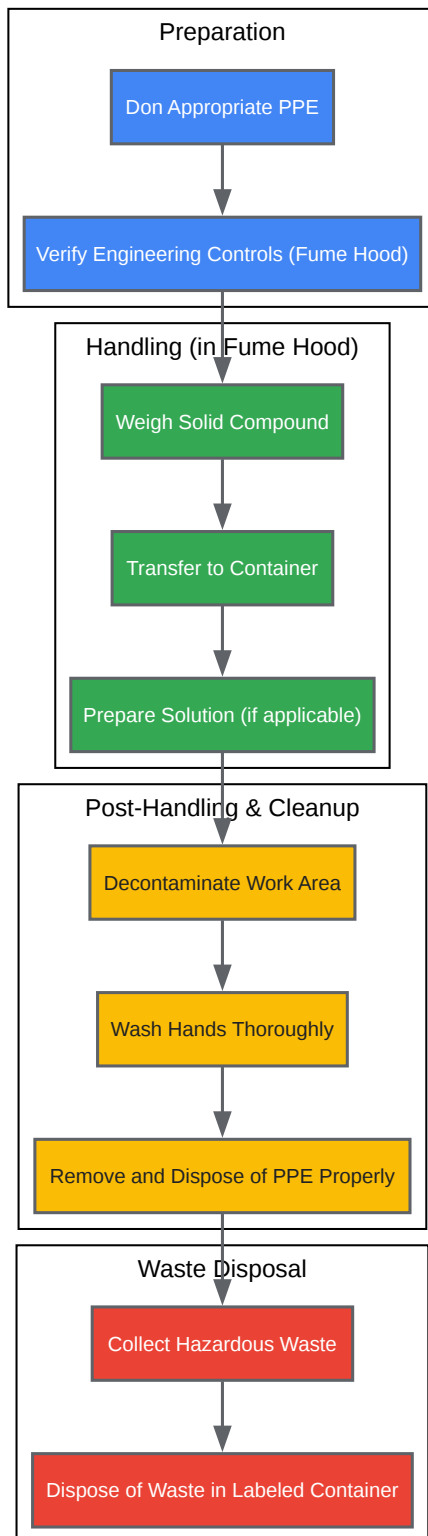 Preparation
Don Appropriate PPE
Verify Engineering Controls (Fume Hood)
Handling (in Fume Hood)
Weigh Solid Compound
Transfer to Container
Prepare Solution (if applicable)
Post-Handling & Cleanup
Decontaminate Work Area
Wash Hands Thoroughly
Remove and Dispose of PPE Properly
Waste Disposal
Collect Hazardous Waste
Dispose of Waste in Labeled Container